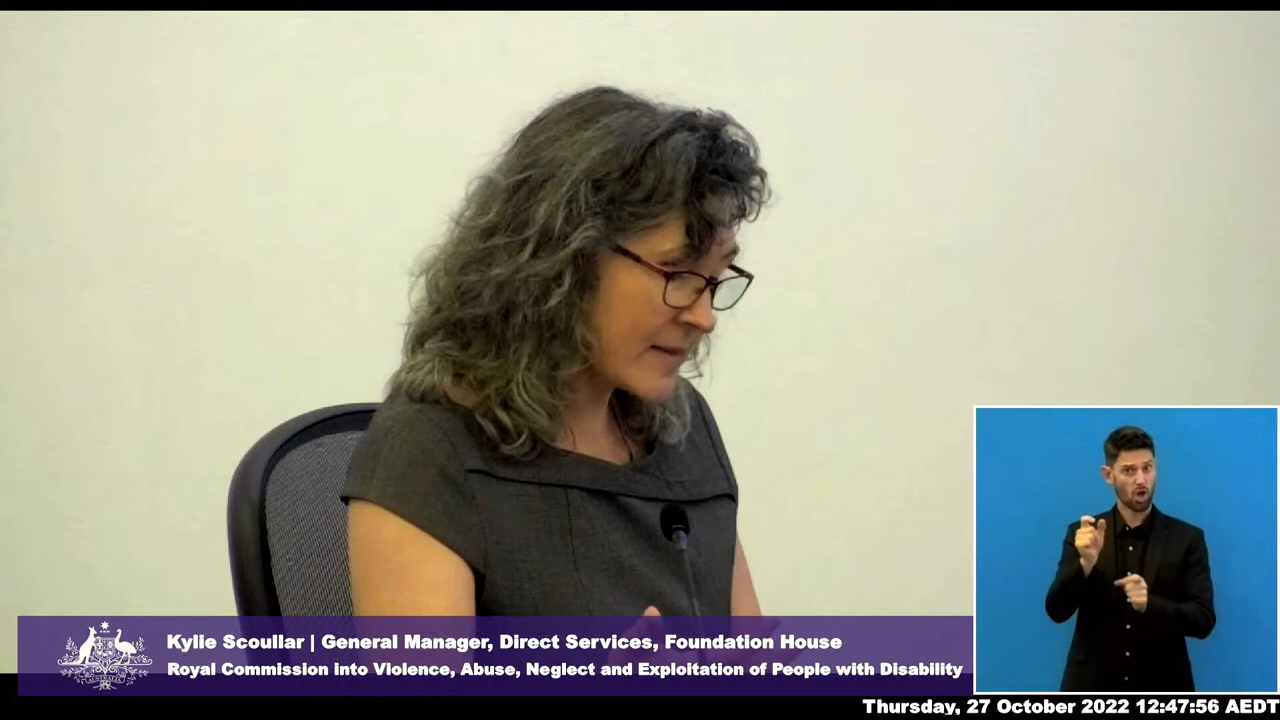 Kylie Scoullar | General Manager, Direct Services, Foundation House
Royal Commission into Violence, Abuse, Neglect and Exploitation of People with Disability
AUSTRALIA
Thursday, 27 October 2022 12:47:56 AEDT